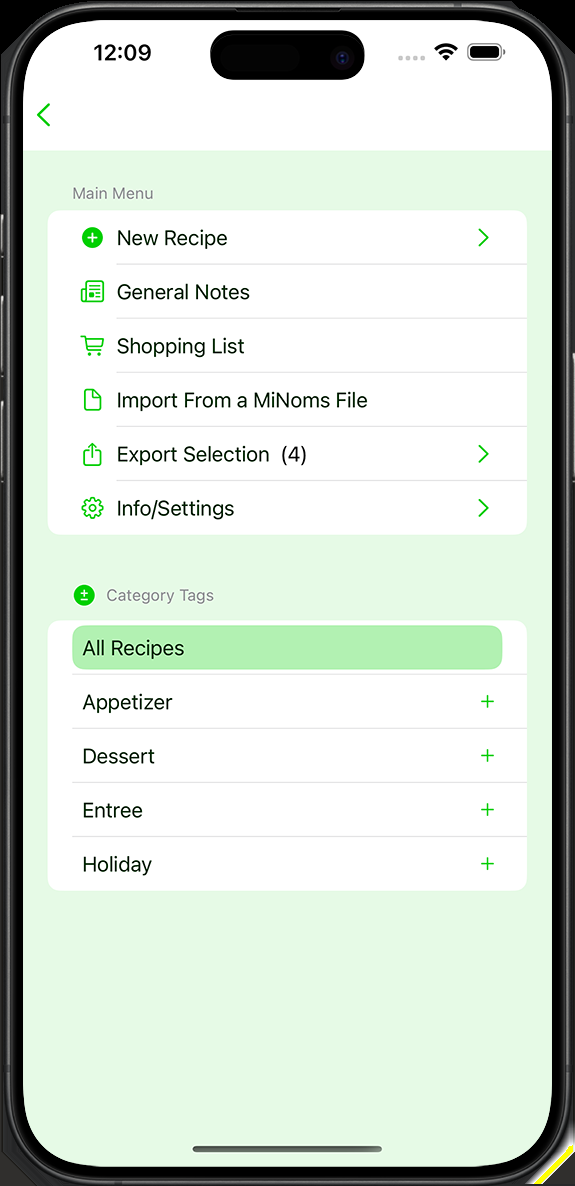 12:09
Main Menu
New Recipe
General Notes
Shopping List
Import From a MiNoms File
Export Selection (4)
Info/Settings
Category Tags
All Recipes
Appetizer
Dessert
Entree
Holiday